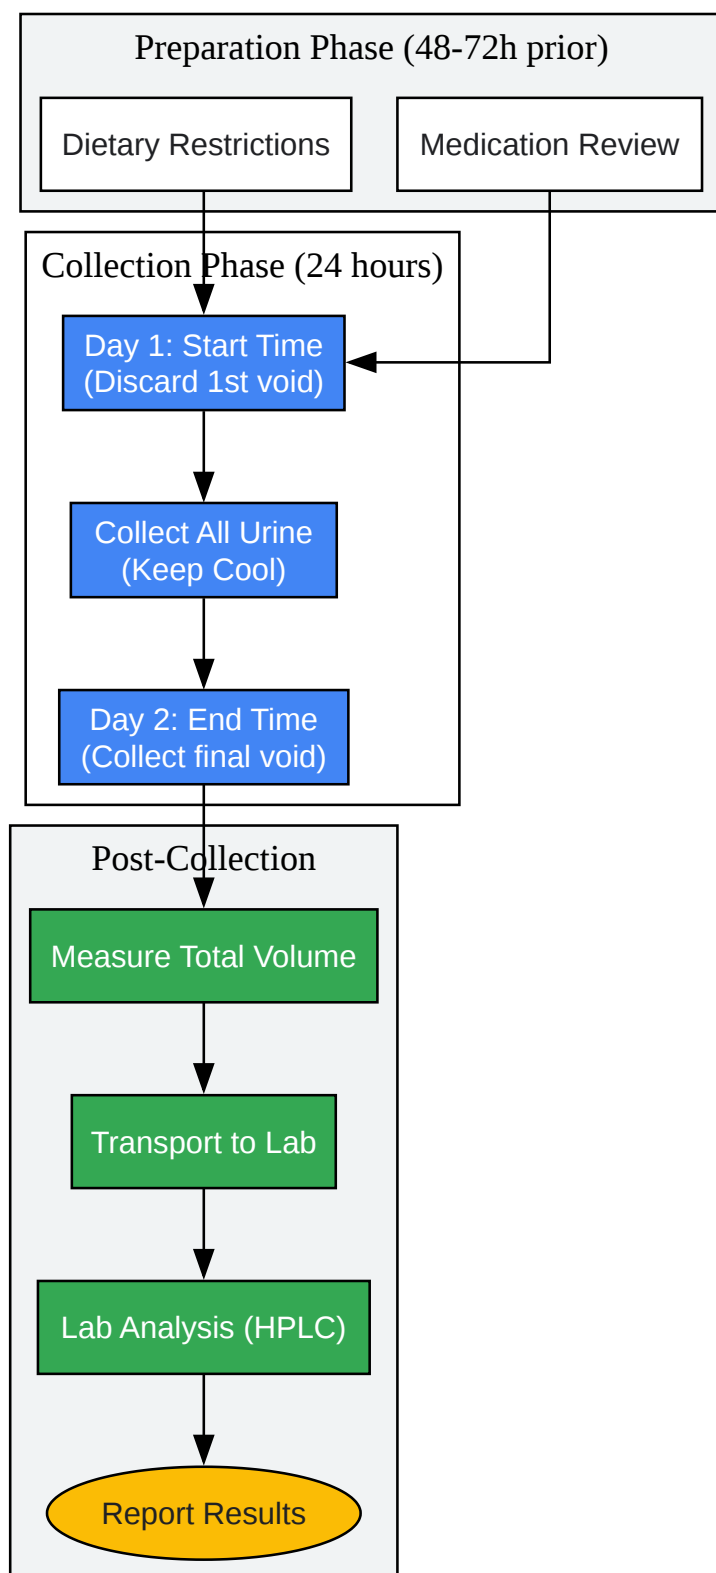 Preparation Phase (48-72h prior)
Dietary Restrictions
Medication Review
Collection Phase (24 hours)
Day 1: Start Time
(Discard 1st void)
Collect All Urine
(Keep Cool)
Day 2: End Time
(Collect final void)
Post-Collection
Measure Total Volume
Transport to Lab
Lab Analysis (HPLC)
Report Results